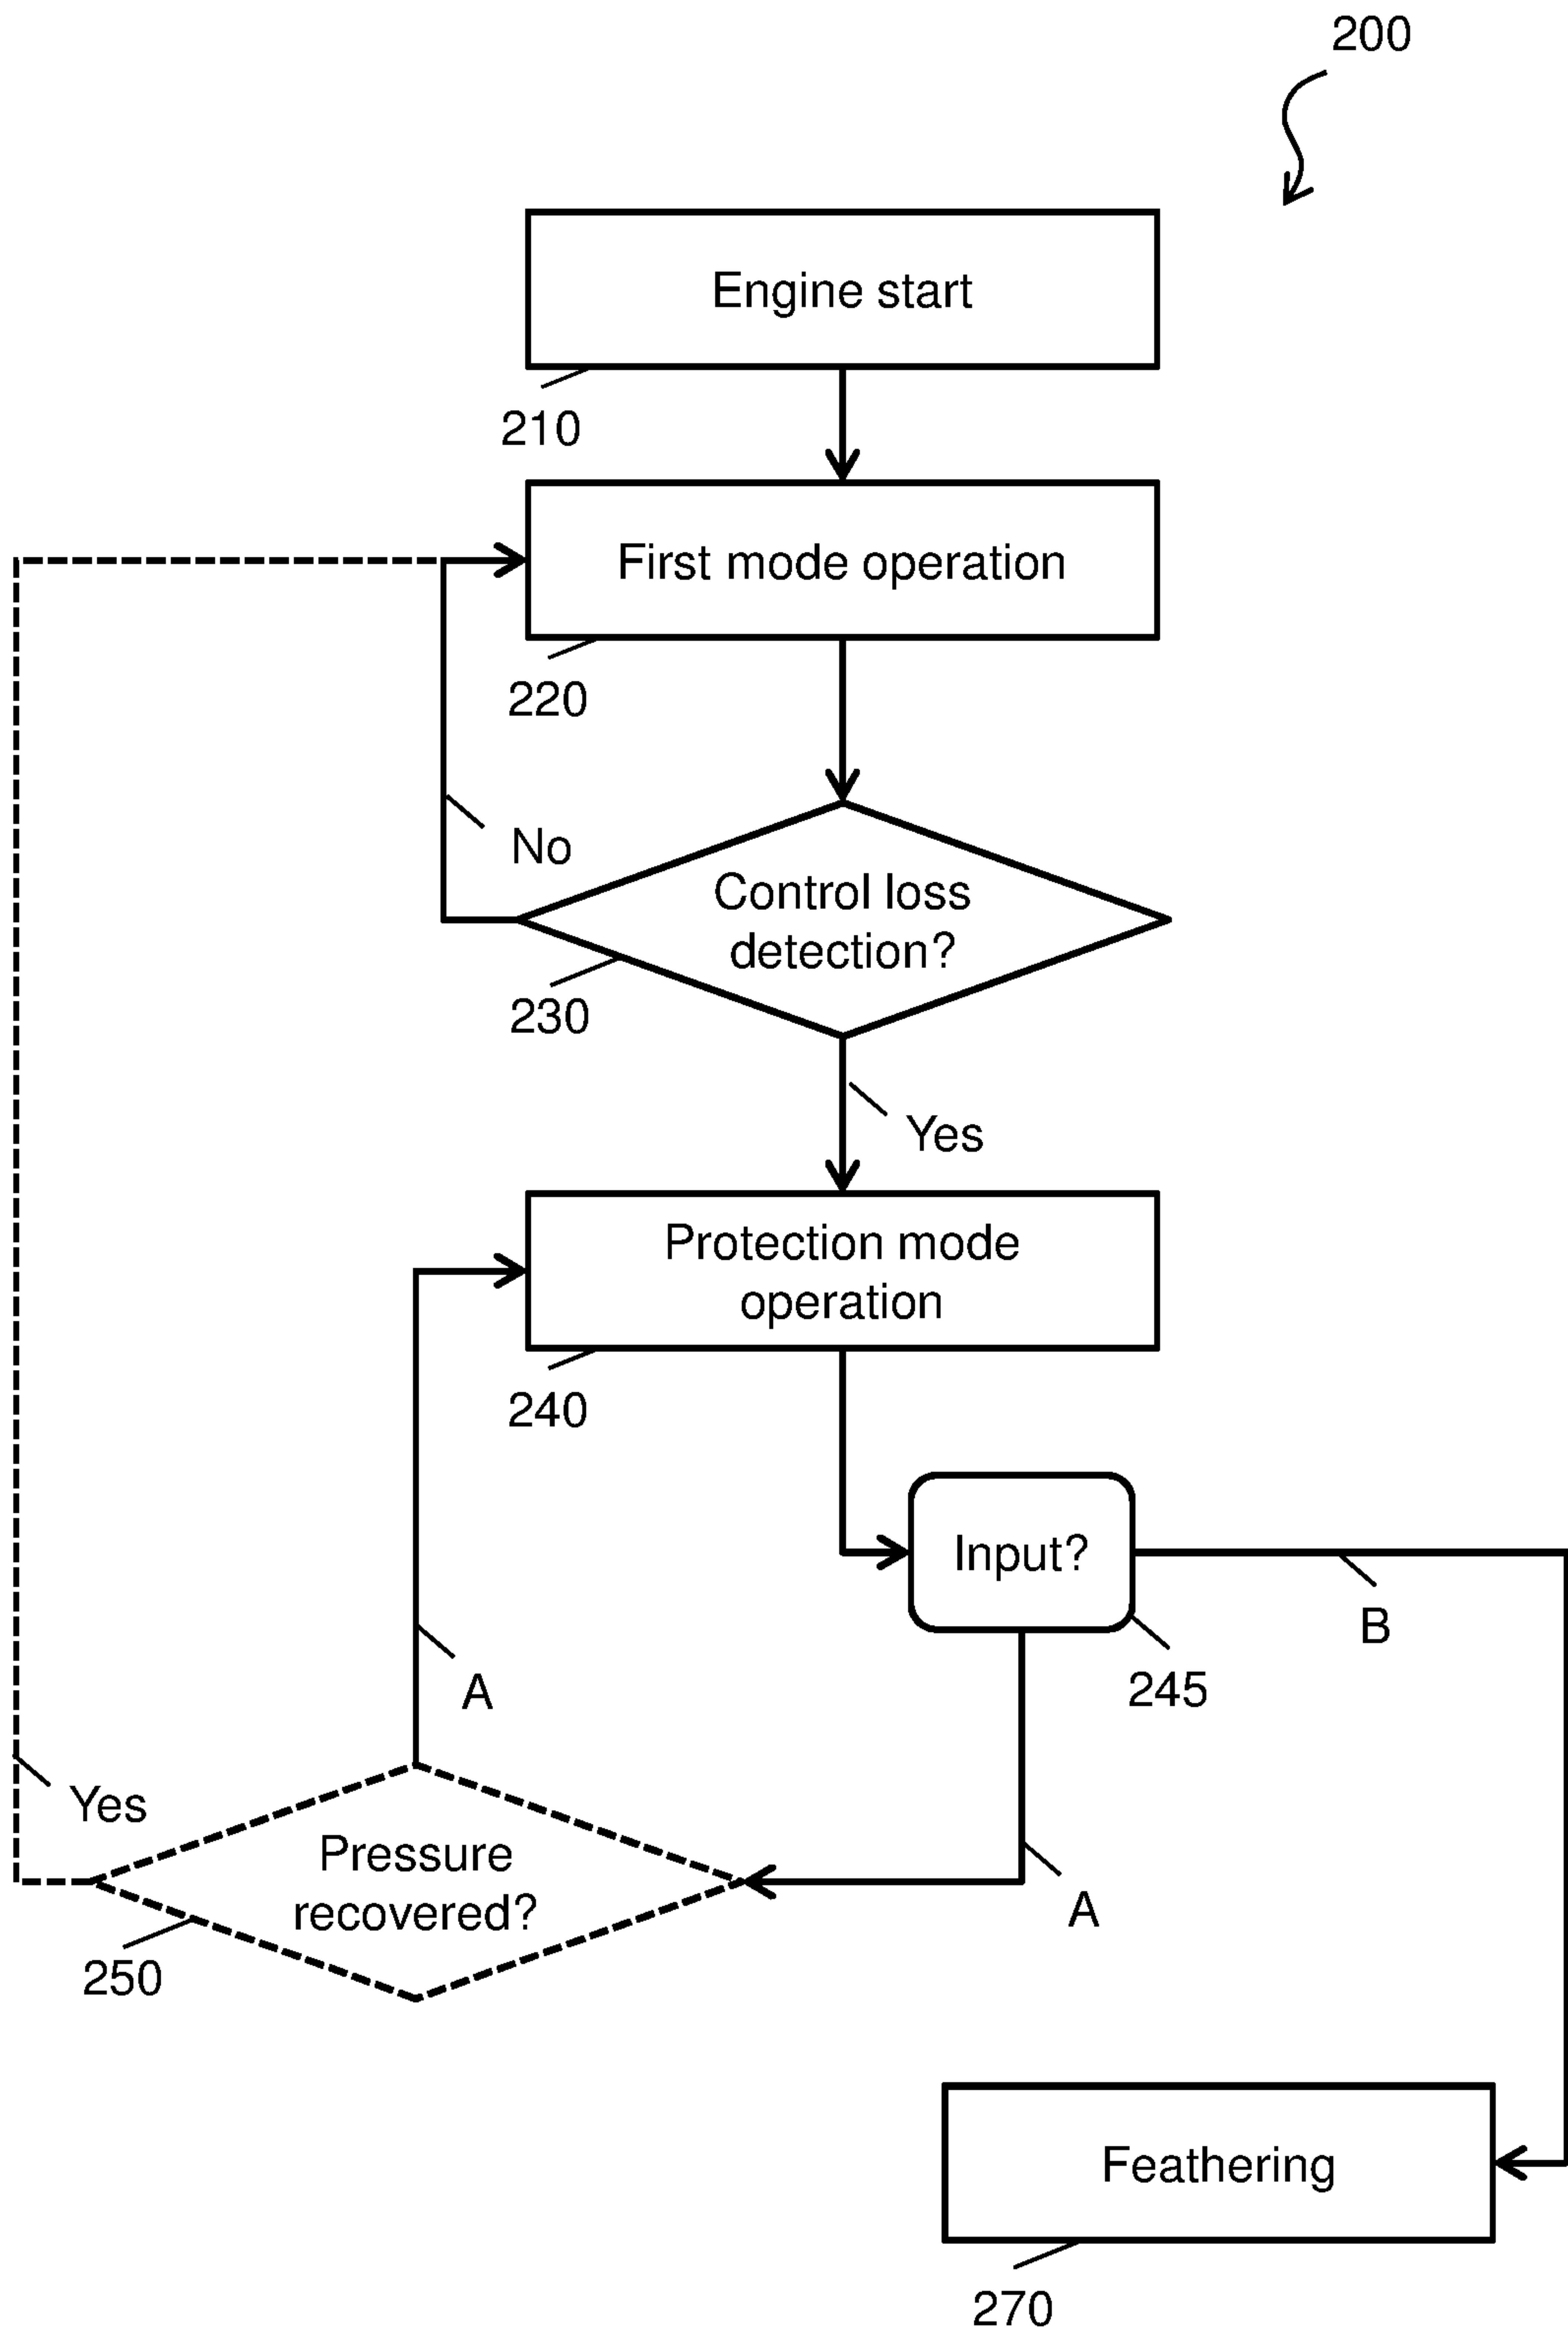 200
Engine start
210
First mode operation
220
No
Control loss
detection?
230
Yes
Protection mode
operation
240
Input?
B
245
A
Yes
Pressure
recovered?
A
250
Feathering
270